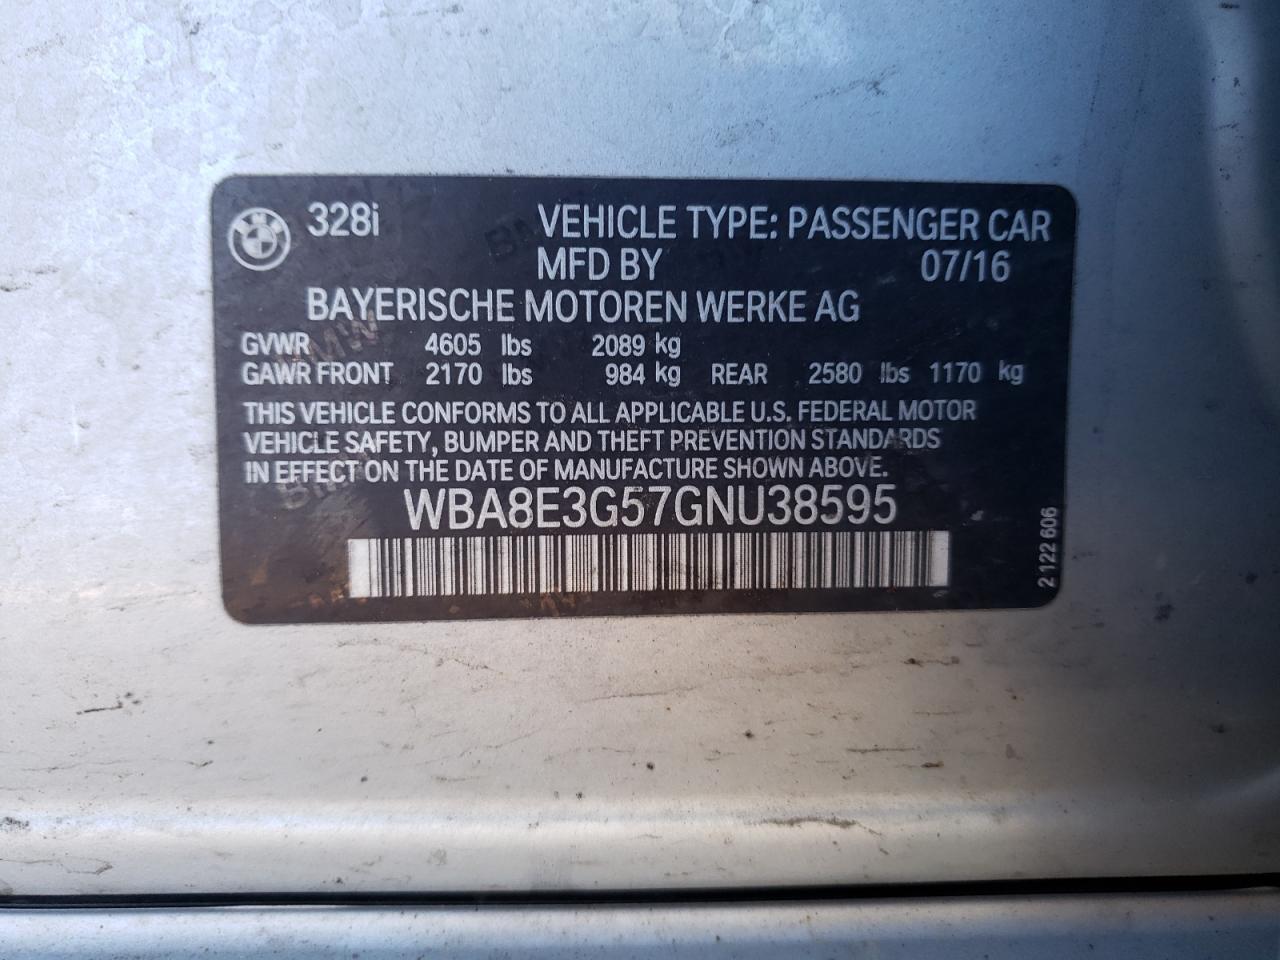 328i VEHICLE TYPE: PASSENGER CAR
MFD BY 07/16
BAYERISCHE MOTOREN WERKE AG
GVWR 4605 lbs 2089 kg
GAWR FRONT 2170 lbs 984 kg REAR 2580 lbs 1170 kg
THIS VEHICLE CONFORMS TO ALL APPLICABLE U.S. FEDERAL MOTOR
VEHICLE SAFETY, BUMPER AND THEFT PREVENTION STANDARDS
IN EFFECT ON THE DATE OF MANUFACTURE SHOWN ABOVE.
WBA8E3G57GNU38595
2 122 606